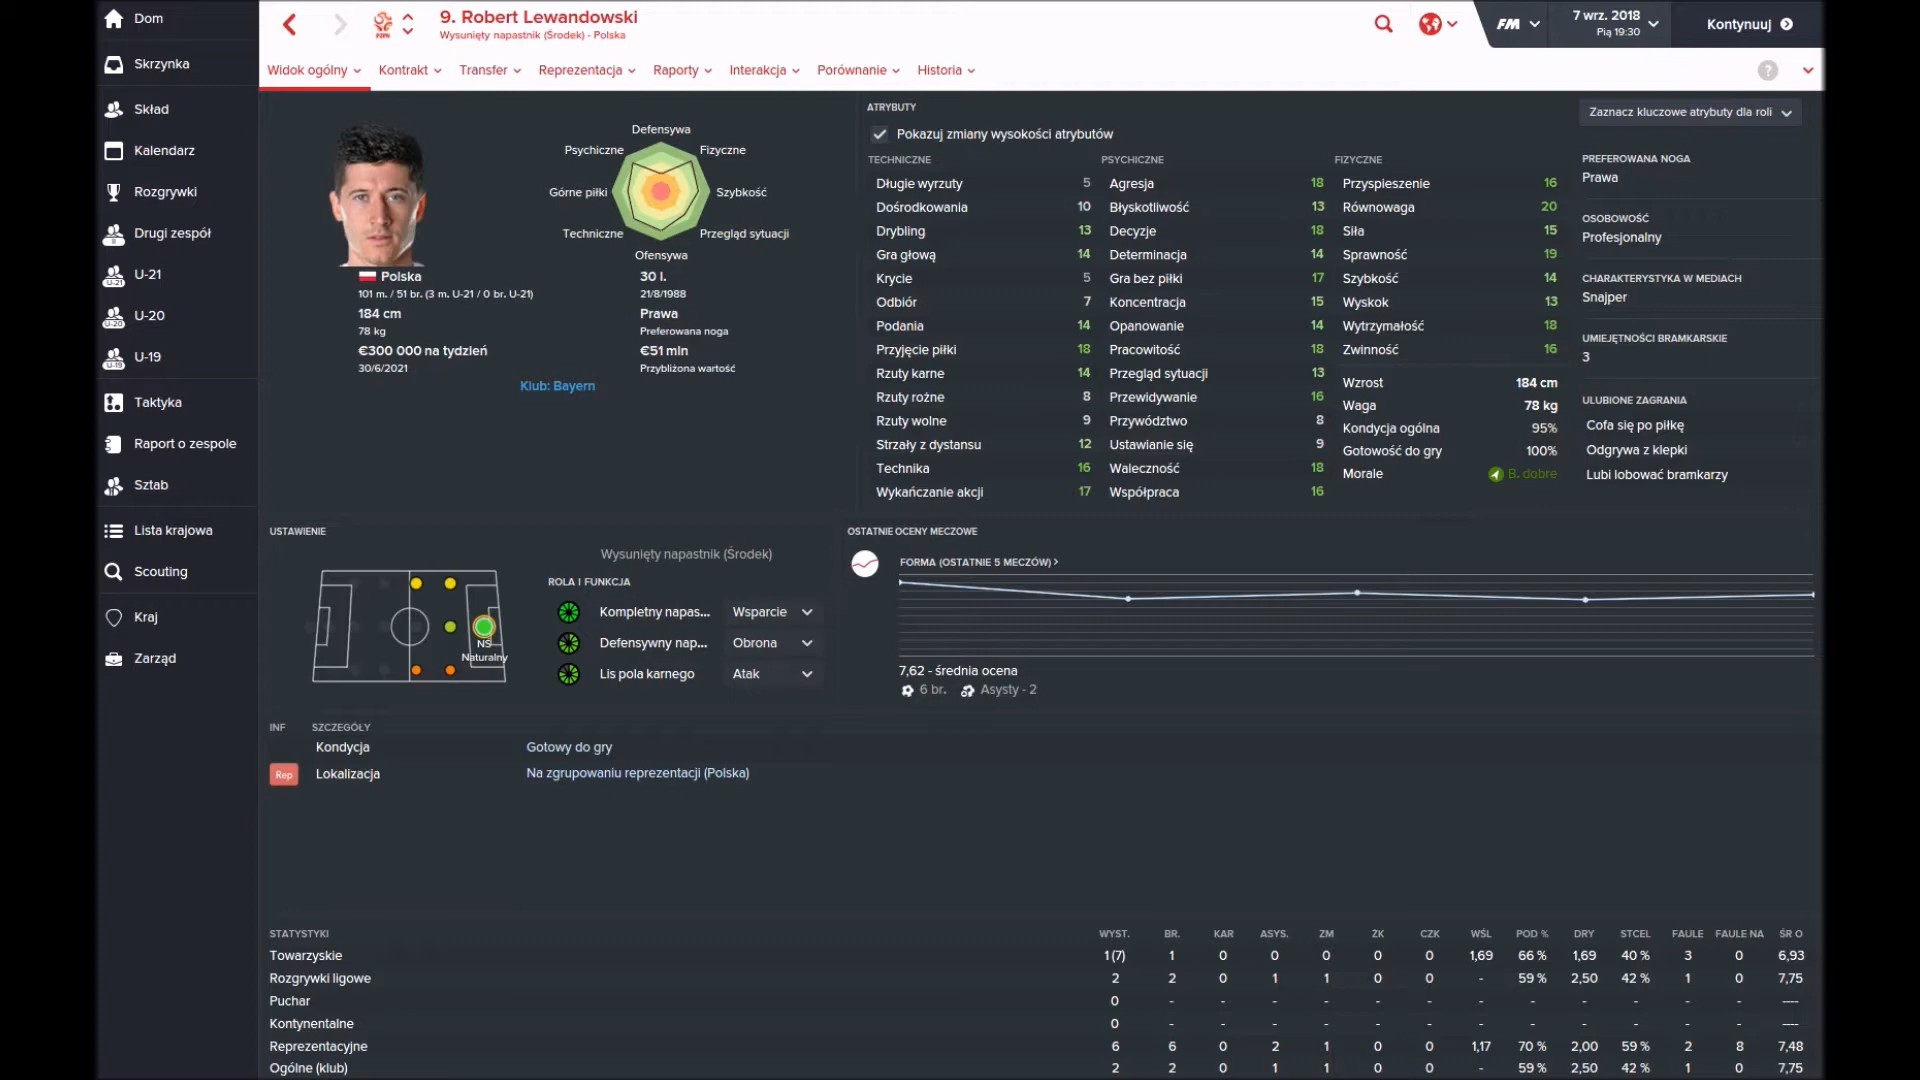 Dom
Skrzynka
Skład
Kalendarz
Rozgrywki
Drugi zespół
U-21
U-20
U-19
Taktyka
Raport o zespole
Sztab
Lista krajowa
Scouting
Kraj
Zarząd
9. Robert Lewandowski
Wysunięty napastnik (Środek) - Polska
FM
7 wrz. 2018
Pią 19:30
Kontynuuj
Widok ogólny Kontrakt Transfer Reprezentacja Raporty Interakcja Porównanie Historia ?
Defensywa
Psychiczne Fizyczne
Górne piłki Szybkość
Techniczne Przegląd sytuacji
Ofensywa
Polska
101 m. / 51 br. (3 m. U-21 / 0 br. U-21)
184 cm
78 kg
€300 000 na tydzień
30/6/2021
30 l.
21/8/1988
Prawa
Preferowana noga
€51 mln
Przybliżona wartość
Klub: Bayern
ATRYBUTY
Pokazuj zmiany wysokości atrybutów
Zaznacz kluczowe atrybuty dla roli
TECHNICZNE
Długie wyrzuty 5
Dośrodkowania 10
Drybling 13
Gra głową 14
Krycie 5
Odbiór 7
Podania 14
Przyjęcie piłki 18
Rzuty karne 14
Rzuty rożne 8
Rzuty wolne 9
Strzały z dystansu 12
Technika 16
Wykańczanie akcji 17
PSYCHICZNE
Agresja 18
Błyskotliwość 13
Decyzje 18
Determinacja 14
Gra bez piłki 17
Koncentracja 15
Opanowanie 14
Pracowitość 18
Przegląd sytuacji 13
Przewidywanie 16
Przywództwo 8
Ustawianie się 9
Waleczność 18
Współpraca 16
FIZYCZNE
Przyspieszenie 16
Równowaga 20
Siła 15
Sprawność 19
Szybkość 14
Wyskok 13
Wytrzymałość 18
Zwinność 16
Wzrost 184 cm
Waga 78 kg
Kondycja ogólna 95%
Gotowość do gry 100%
Morale B. dobre
PREFEROWANA NOGA
Prawa
OSOBOWOŚĆ
Profesjonalny
CHARAKTERYSTYKA W MEDIACH
Snajper
UMIEJĘTNOŚCI BRAMKARSKIE
3
ULUBIONE ZAGRANIA
Cofa się po piłkę
Odgrywa z klepki
Lubi lobować bramkarzy
USTAWIENIE
NŚ
Naturalny
Wysunięty napastnik (Środek)
ROLA I FUNKCJA
Kompletny napas... Wsparcie
Defensywny nap... Obrona
Lis pola karnego Atak
OSTATNIE OCENY MECZOWE
FORMA (OSTATNIE 5 MECZÓW) >
7,62 - średnia ocena
6 br. Asysty - 2
INF SZCZEGÓŁY
Kondycja Gotowy do gry
Rep Lokalizacja Na zgrupowaniu reprezentacji (Polska)
STATYSTYKI WYST. BR. KAR ASYS. ZM ŻK CZK WŚL POD % DRY STCEL FAULE FAULE NA ŚR O
Towarzyskie 1 (7) 1 0 0 0 0 0 1,69 66 % 1,69 40 % 3 0 6,93
Rozgrywki ligowe 2 2 0 1 1 0 0 - 59 % 2,50 42 % 1 0 7,75
Puchar 0 - - - - - - - - - - - - ----
Kontynentalne 0 - - - - - - - - - - - - ----
Reprezentacyjne 6 6 0 2 1 0 0 1,17 70 % 2,00 59 % 2 8 7,48
Ogólne (klub) 2 2 0 1 1 0 0 - 59 % 2,50 42 % 1 0 7,75